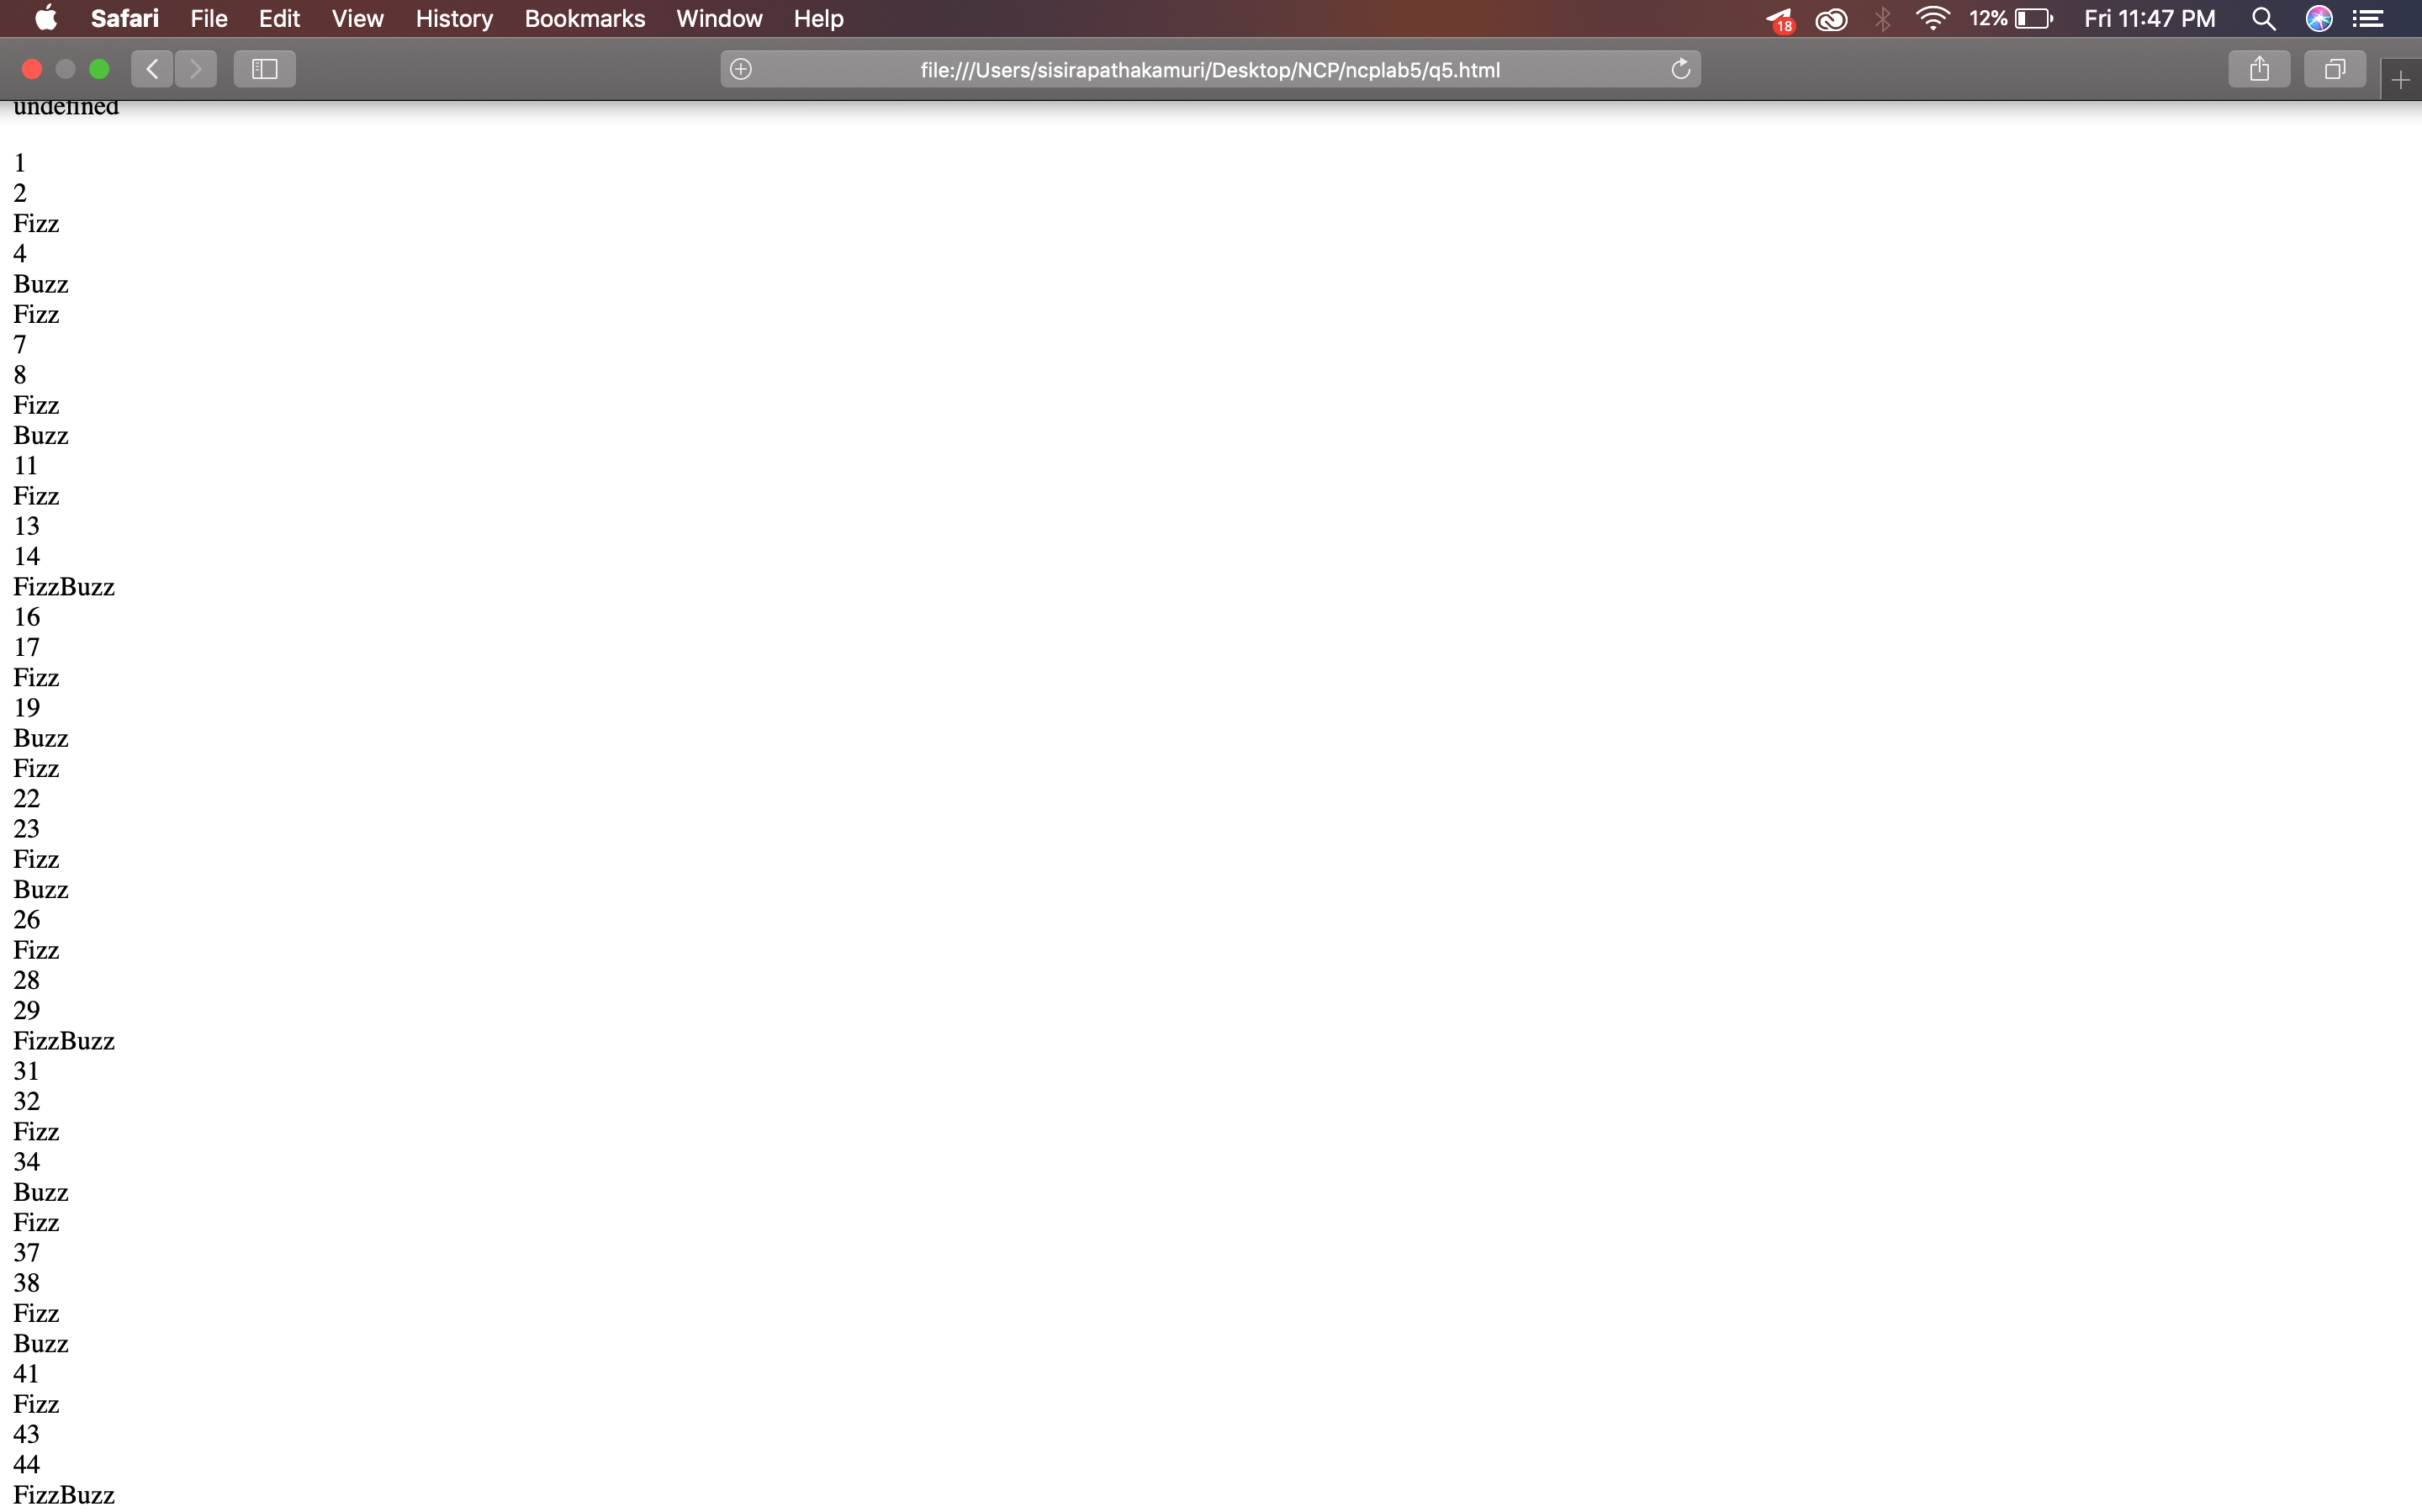 Safari File Edit View History Bookmarks Window Help 18 12% Fri 11:47 PM
file:///Users/sisirapathakamuri/Desktop/NCP/ncplab5/q5.html
undefined
1
2
Fizz
4
Buzz
Fizz
7
8
Fizz
Buzz
11
Fizz
13
14
FizzBuzz
16
17
Fizz
19
Buzz
Fizz
22
23
Fizz
Buzz
26
Fizz
28
29
FizzBuzz
31
32
Fizz
34
Buzz
Fizz
37
38
Fizz
Buzz
41
Fizz
43
44
FizzBuzz